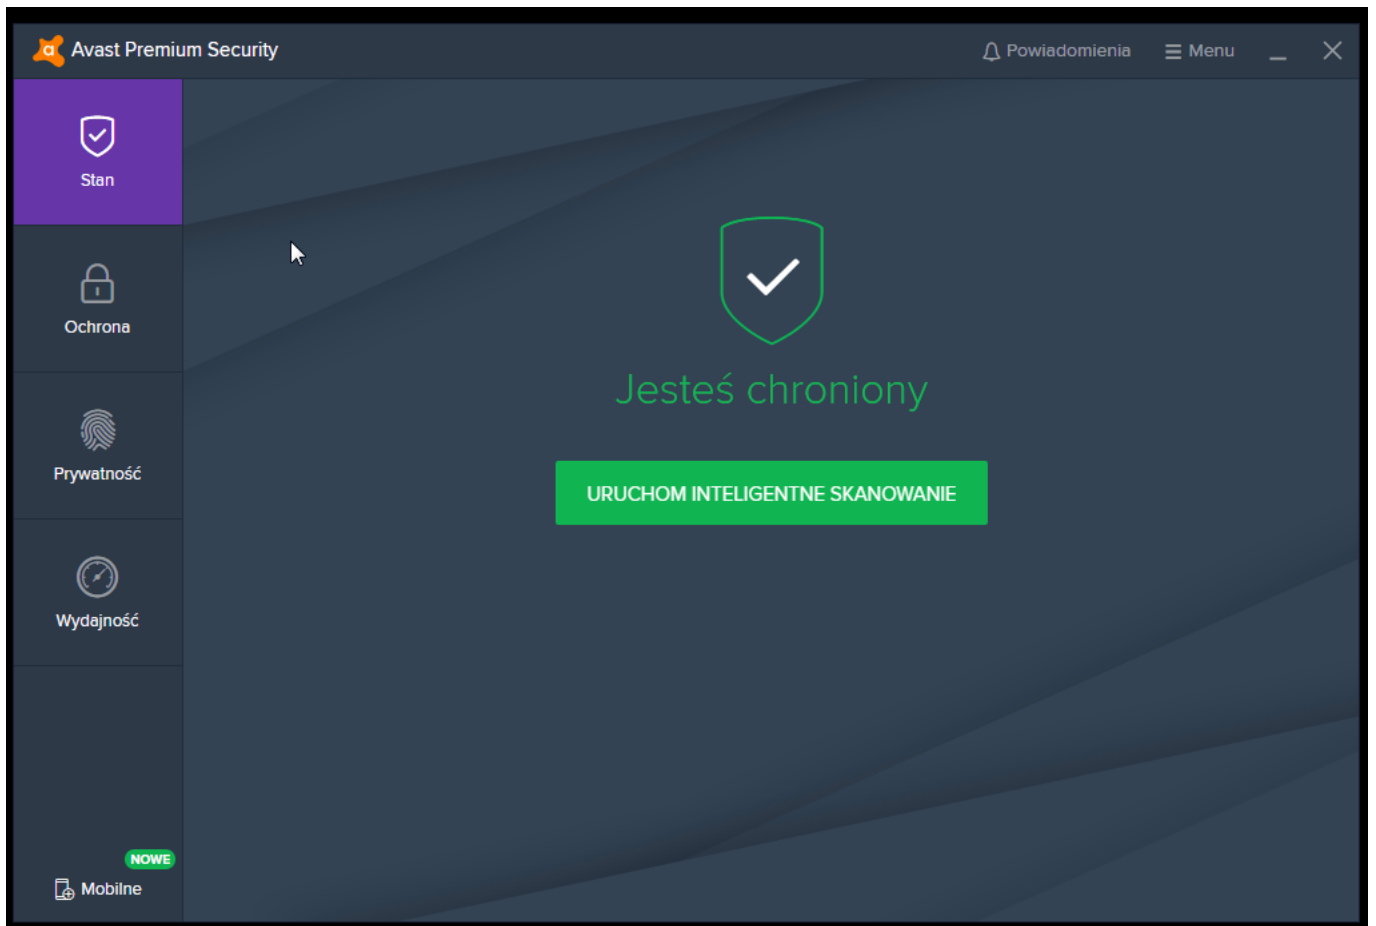 Avast Premium Security
Powiadomienia
Menu
Stan
Ochrona
Prywatność
Wydajność
NOWE
Mobilne
Jesteś chroniony
URUCHOM INTELIGENTNE SKANOWANIE